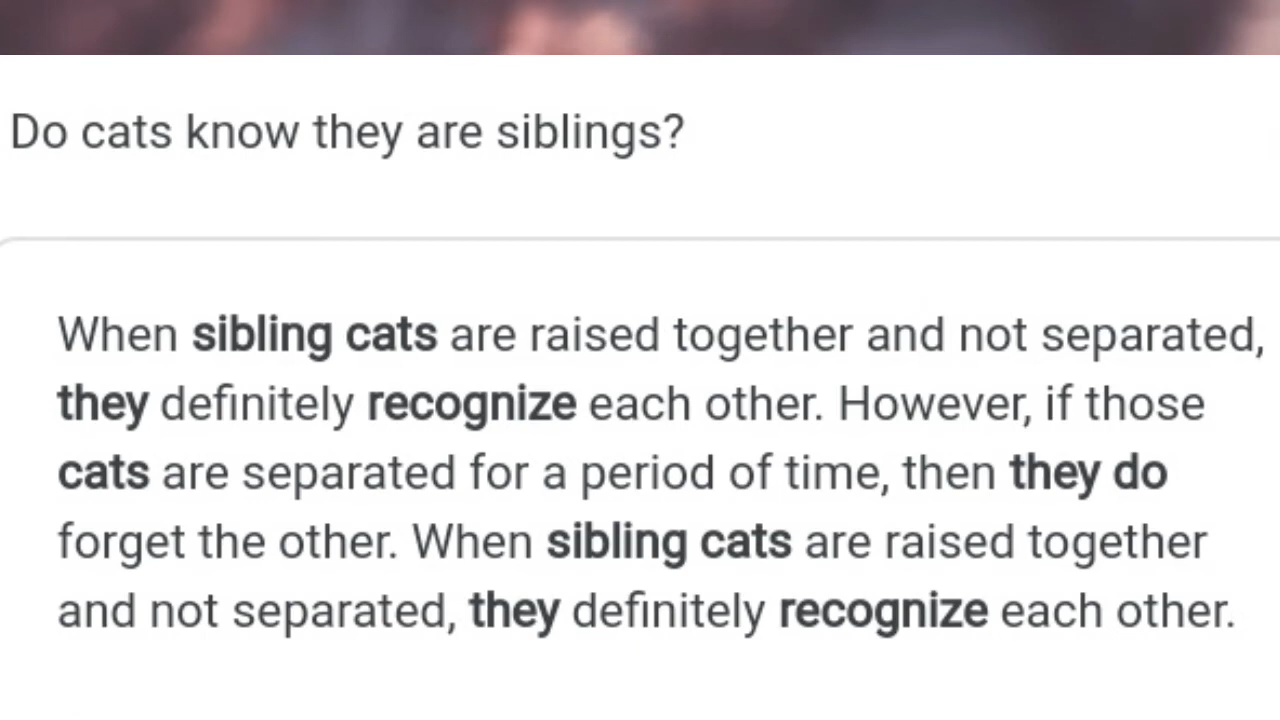 Do cats know they are siblings?
When sibling cats are raised together and not separated,
they definitely recognize each other. However, if those
cats are separated for a period of time, then they do
forget the other. When sibling cats are raised together
and not separated, they definitely recognize each other.